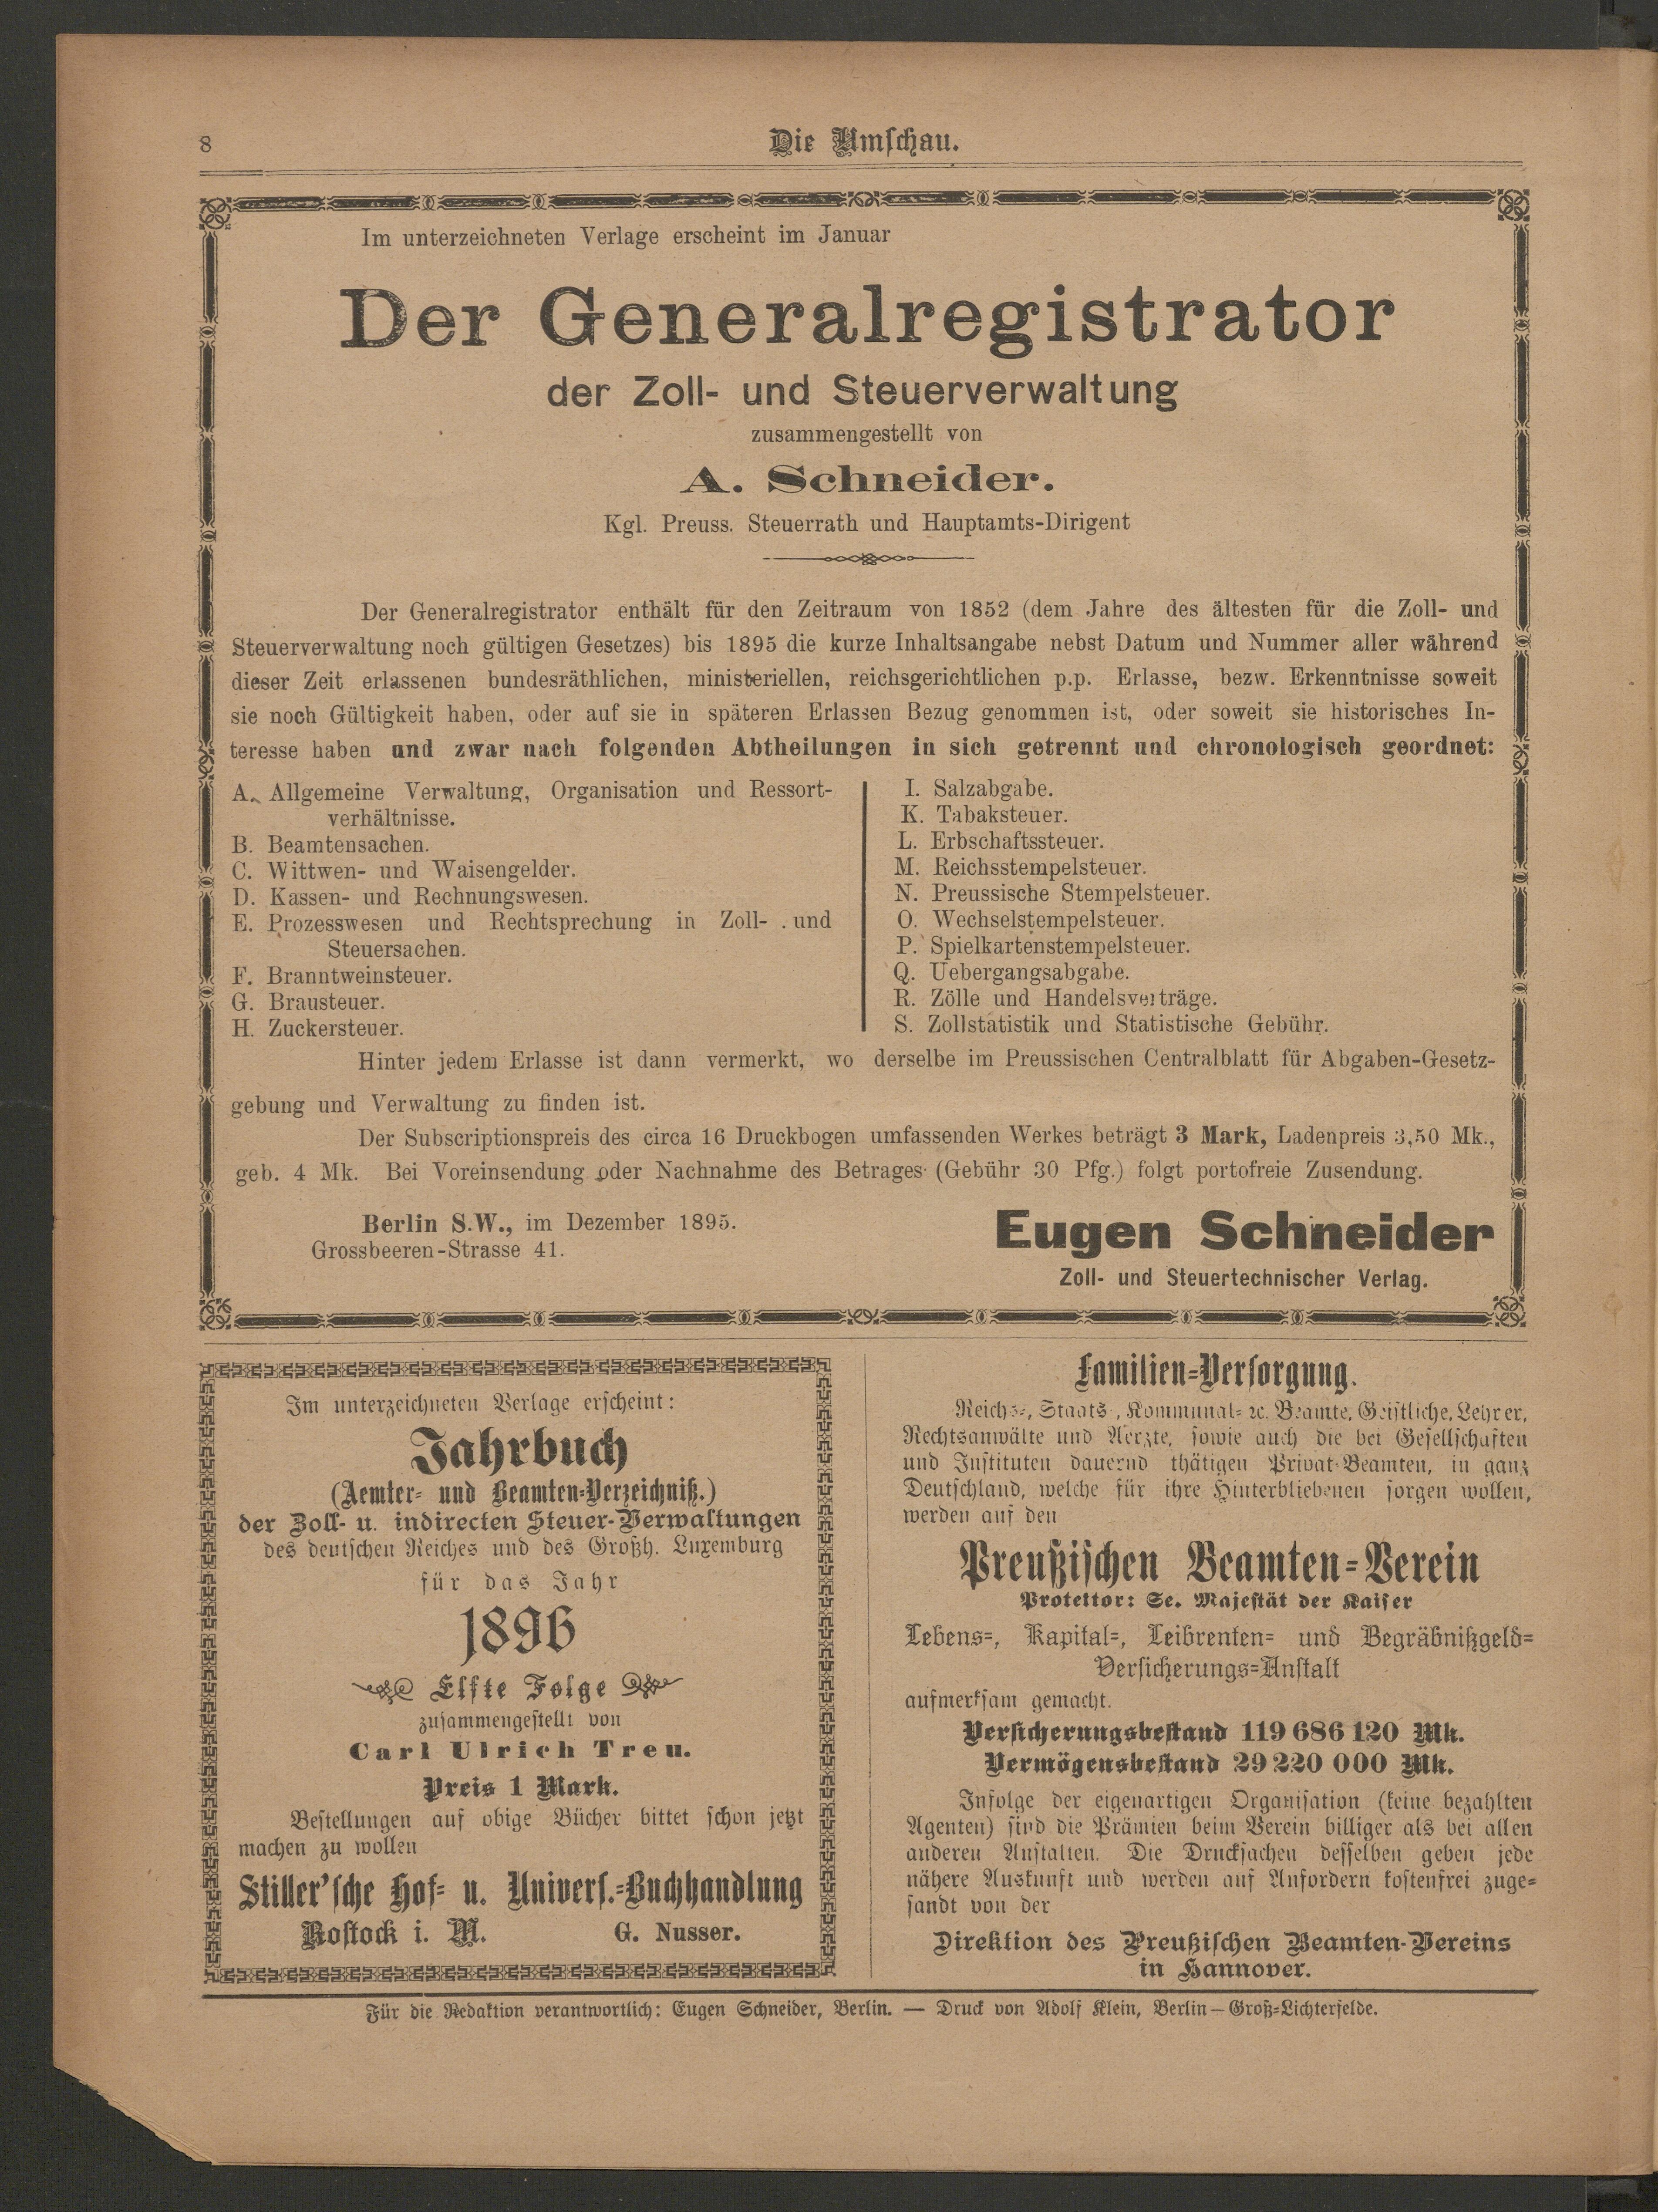 8
Die Umschau.
Im unterzeichneten Verlage erscheint im Januar
Der Generalregistrator
der Zoll- und Steuerverwaltung
zusammengestellt von
A. Schneider.
Kgl. Preuss. Steuerrath und Hauptamts-Dirigent
Der Generalregistrator enthält für den Zeitraum von 1852 (dem Jahre des ältesten für die Zoll- und
Steuerverwaltung noch gültigen Gesetzes) bis 1895 die kurze Inhaltsangabe nebst Datum und Nummer aller während
dieser Zeit erlassenen bundesräthlichen, ministeriellen, reichsgerichtlichen p.p. Erlasse, bezw. Erkenntnisse soweit
sie noch Gültigkeit haben, oder auf sie in späteren Erlassen Bezug genommen ist, oder soweit sie historisches In-
teresse haben und zwar nach folgenden Abtheilungen in sich getrennt und chronologisch geordnet:
A. Allgemeine Verwaltung, Organisation und Ressort-
verhältnisse.
B. Beamtensachen.
C. Wittwen- und Waisengelder.
D. Kassen- und Rechnungswesen.
E. Prozesswesen und Rechtsprechung in Zoll- und
Steuersachen.
F. Branntweinsteuer.
G. Brausteuer.
H. Zuckersteuer.
I. Salzabgabe.
K. Tabaksteuer.
L. Erbschaftssteuer.
M. Reichsstempelsteuer.
N. Preussische Stempelsteuer.
O. Wechselstempelsteuer.
P. Spielkartenstempelsteuer.
Q. Uebergangsabgabe.
R. Zölle und Handelsverträge.
S. Zollstatistik und Statistische Gebühr.
Hinter jedem Erlasse ist dann vermerkt, wo derselbe im Preussischen Centralblatt für Abgaben-Gesetz-
gebung und Verwaltung zu finden ist.
Der Subscriptionspreis des circa 16 Druckbogen umfassenden Werkes beträgt 3 Mark, Ladenpreis 3,50 Mk.,
geb. 4 Mk. Bei Voreinsendung oder Nachnahme des Betrages (Gebühr 30 Pfg.) folgt portofreie Zusendung.
Berlin S.W., im Dezember 1895.
Grossbeeren-Strasse 41.
Eugen Schneider
Zoll- und Steuertechnischer Verlag.
Im unterzeichneten Verlage erscheint:
Jahrbuch
(Aemter- und Beamten-Verzeichniß.)
der Zoll- u. indirecten Steuer-Verwaltungen
des deutschen Reiches und des Großh. Luxemburg
für das Jahr
1896
Elfte Folge
zusammengestellt von
Carl Ulrich Treu.
Preis 1 Mark.
Bestellungen auf obige Bücher bittet schon jetzt
machen zu wollen
Stiller'sche Hof- u. Univers.-Buchhandlung
Rostock i. M. G. Nusser.
Familien-Versorgung.
Reichs-, Staats-, Kommunal- ꝛc. Beamte, Geistliche, Lehrer,
Rechtsanwälte und Aerzte, sowie auch die bei Gesellschaften
und Instituten dauernd thätigen Privat-Beamten, in ganz
Deutschland, welche für ihre Hinterbliebenen sorgen wollen,
werden auf den
Preußischen Beamten-Verein
Protektor: Se. Majestät der Kaiser
Lebens-, Kapital-, Leibrenten- und Begräbnißgeld-
Versicherungs-Anstalt
aufmerksam gemacht.
Versicherungsbestand 119 686 120 Mk.
Vermögensbestand 29 220 000 Mk.
Infolge der eigenartigen Organisation (keine bezahlten
Agenten) sind die Prämien beim Verein billiger als bei allen
anderen Anstalten. Die Drucksachen desselben geben jede
nähere Auskunft und werden auf Anfordern kostenfrei zuge-
sandt von der
Direktion des Preußischen Beamten-Vereins
in Hannover.
Für die Redaktion verantwortlich: Eugen Schneider, Berlin. — Druck von Adolf Klein, Berlin—Groß-Lichterfelde.